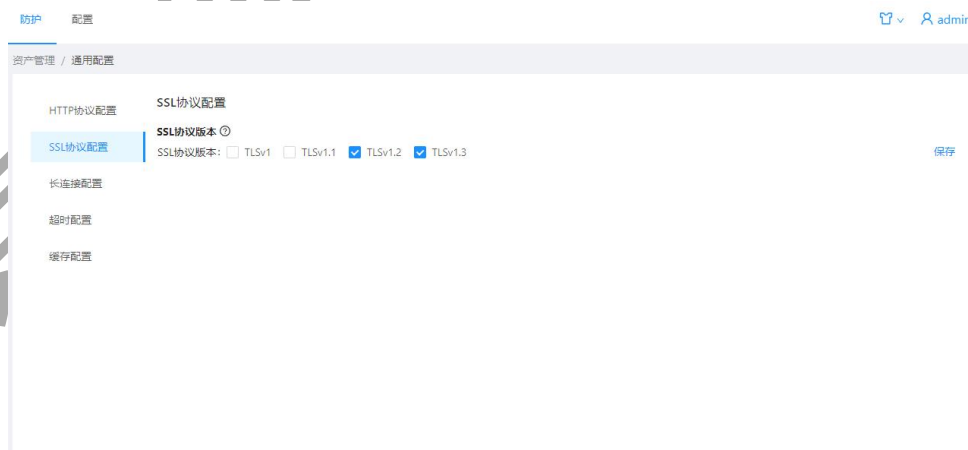 防护 配置 admin
资产管理 / 通用配置
HTTP协议配置
SSL协议配置
长连接配置
超时配置
缓存配置
SSL协议配置
SSL协议版本
SSL协议版本: TLSv1 TLSv1.1 TLSv1.2 TLSv1.3 保存